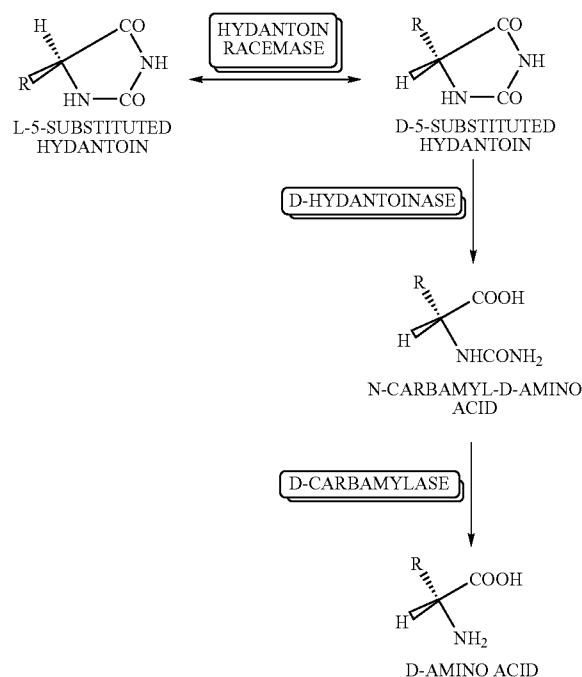 H
CO
NH
R
HN
CO
L-5-SUBSTITUTED
HYDANTOIN
HYDANTOIN
RACEMASE
R
CO
NH
H
HN
CO
D-5-SUBSTITUTED
HYDANTOIN
D-HYDANTOINASE
R
COOH
H
NHCONH₂
N-CARBAMYL-D-AMINO
ACID
D-CARBAMYLASE
R
COOH
H
NH₂
D-AMINO ACID